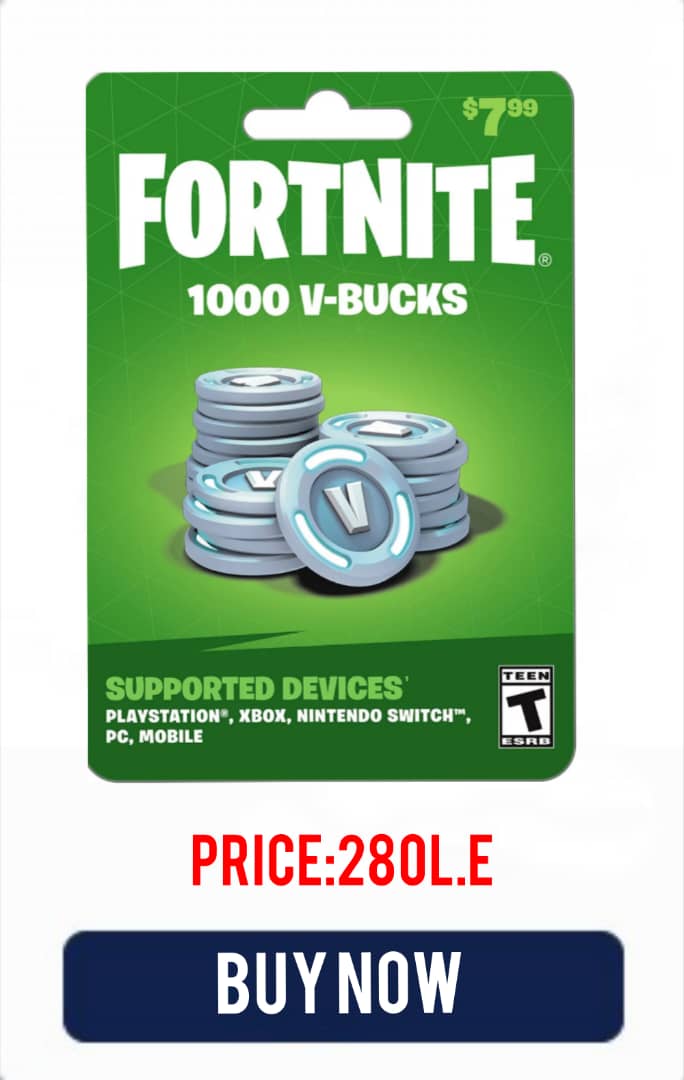 $7.99
FORTNITE®
1000 V-BUCKS
V
V
SUPPORTED DEVICES'
PLAYSTATION®, XBOX, NINTENDO SWITCH™,
PC, MOBILE
TEEN
T
ESRB
PRICE:280L.E
BUY NOW